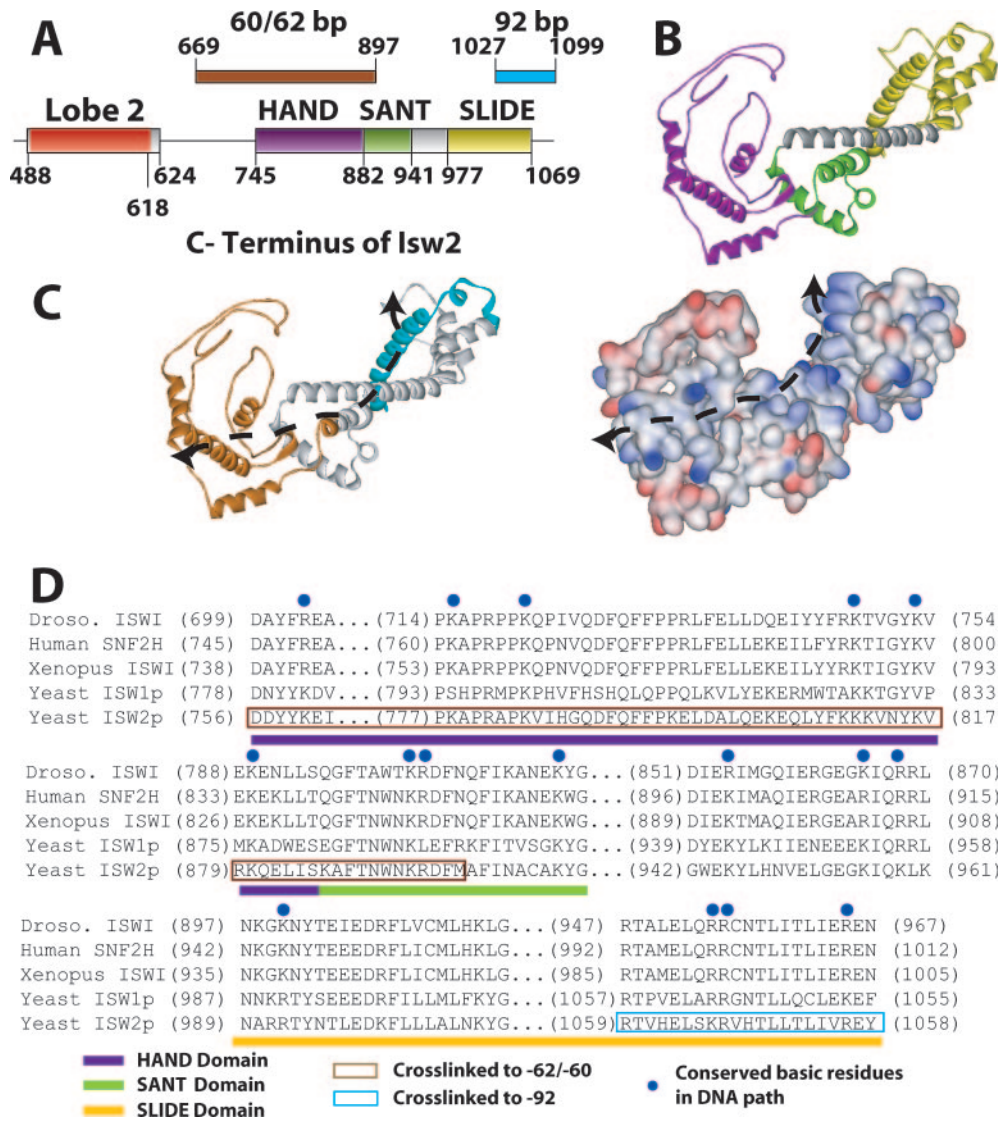 A
60/62 bp
92 bp
669
897
1027
1099
Lobe 2
HAND
SANT
SLIDE
488
624
745
882
941
977
1069
618
C- Terminus of Isw2
B
C
D
Droso. ISWI (699) DAYFREA...(714)PKAPRPPKQPIVQDFQFFPPRLFELLDQEIYYFRKTVGYKV (754)
Human SNF2H (745) DAYFREA...(760)PKAPRPPKQPNVQDFQFFPPRLFELLEKEILFYRKTIGYKV (800)
Xenopus ISWI (738) DAYFREA...(753)PKAPRPPKQPNVQDFQFFPPRLFELLEKEILYYRKTIGYKV (793)
Yeast ISW1p (778) DNYYKDV...(793)PSHPRMPKPHVFHSHQLQPPQLKVLYEKERMWTAKKTGYVP (833)
Yeast ISW2p (756) DDYYKEI...(777)PKAPRAPKVIHGQDFQFFPKELDALQEKEQLYFKKKVNYKV (817)
Droso. ISWI (788) EKENLLSQGFTAWTKRDFNQFIKANEKYG...(851)DIERIMGQIERGEGKIQRRL (870)
Human SNF2H (833) EKEKLLTQGFTNWNKRDFNQFIKANEKWG...(896)DIEKIMAQIERGEARIQRRL (915)
Xenopus ISWI (826) EKEKLLTQGFTNWNKRDFNQFIKANEKWG...(889)DIEKTMAQIERGEARIQRRL (908)
Yeast ISW1p (875) MKADWESEGFTNWNKLEFRKFITVSGKYG...(939)DYEKYLKIIENEEEKIQRRL (958)
Yeast ISW2p (879) RKQELISKAFTNWNKRDFMAFINACAKYG...(942)GWEKYLHNVELGEGKIQKLK (961)
Droso. ISWI (897) NKGKNYTEIEDRFLVCMLHKLG...(947) RTALELQRRCNTLITLIEREN (967)
Human SNF2H (942) NKGKNYTEEEDRFLICMLHKLG...(992) RTAMELQRRCNTLITLIEREN (1012)
Xenopus ISWI (935) NKGKNYTEEEDRFLICMLHKLG...(985) RTAMELQRRCNTLITLIEREN (1005)
Yeast ISW1p (987) NNKRTYSEEEDRFILLMLFKYG...(1057) RTPVELARRGNTLLQCLEKEF (1055)
Yeast ISW2p (989) NARRTYNTLEDKFLALALNKYG...(1059) RTVHELSKRVHTLLTLIVREY (1058)
HAND Domain
SANT Domain
SLIDE Domain
Crosslinked to -62/-60
Crosslinked to -92
Conserved basic residues
in DNA path